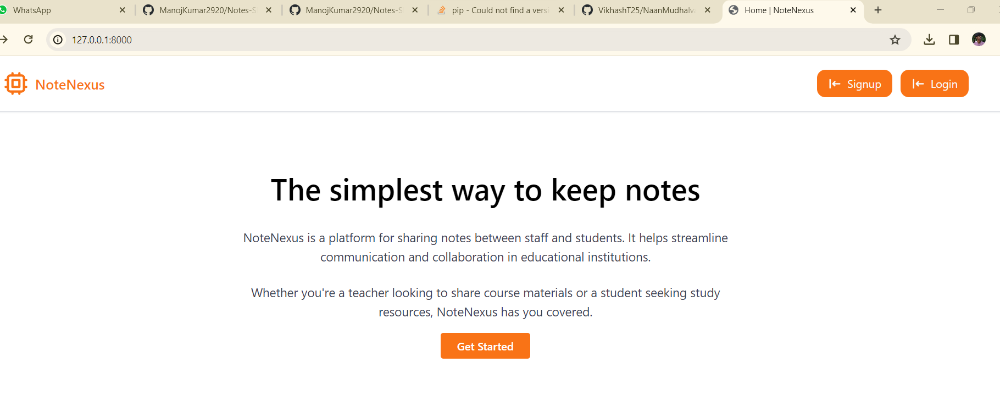 WhatsApp
ManojKumar2920/Notes-S
ManojKumar2920/Notes-S
pip - Could not find a versi
VikhashT25/NaanMudhalva
Home | NoteNexus
127.0.0.1:8000
NoteNexus
Signup
Login
The simplest way to keep notes
NoteNexus is a platform for sharing notes between staff and students. It helps streamline
communication and collaboration in educational institutions.
Whether you're a teacher looking to share course materials or a student seeking study
resources, NoteNexus has you covered.
Get Started